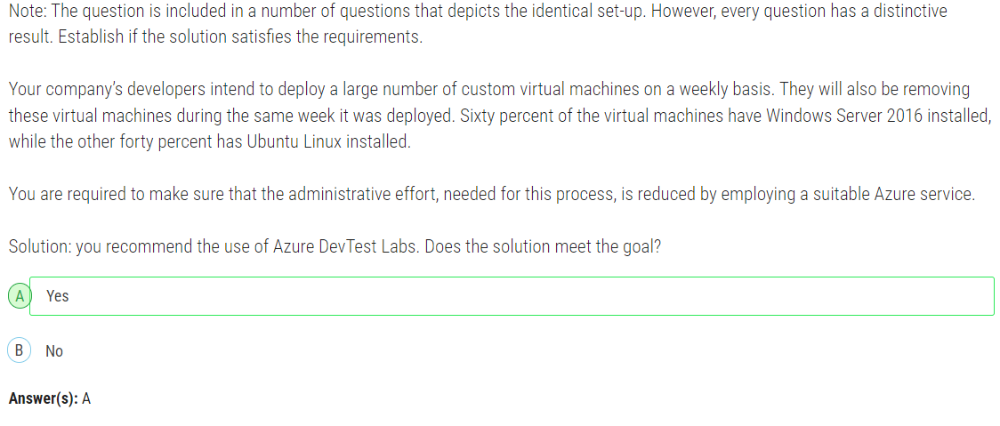 Note: The question is included in a number of questions that depicts the identical set-up. However, every question has a distinctive
result. Establish if the solution satisfies the requirements.
Your company's developers intend to deploy a large number of custom virtual machines on a weekly basis. They will also be removing
these virtual machines during the same week it was deployed. Sixty percent of the virtual machines have Windows Server 2016 installed,
while the other forty percent has Ubuntu Linux installed.
You are required to make sure that the administrative effort, needed for this process, is reduced by employing a suitable Azure service.
Solution: you recommend the use of Azure DevTest Labs. Does the solution meet the goal?
A Yes
B No
Answer(s): A